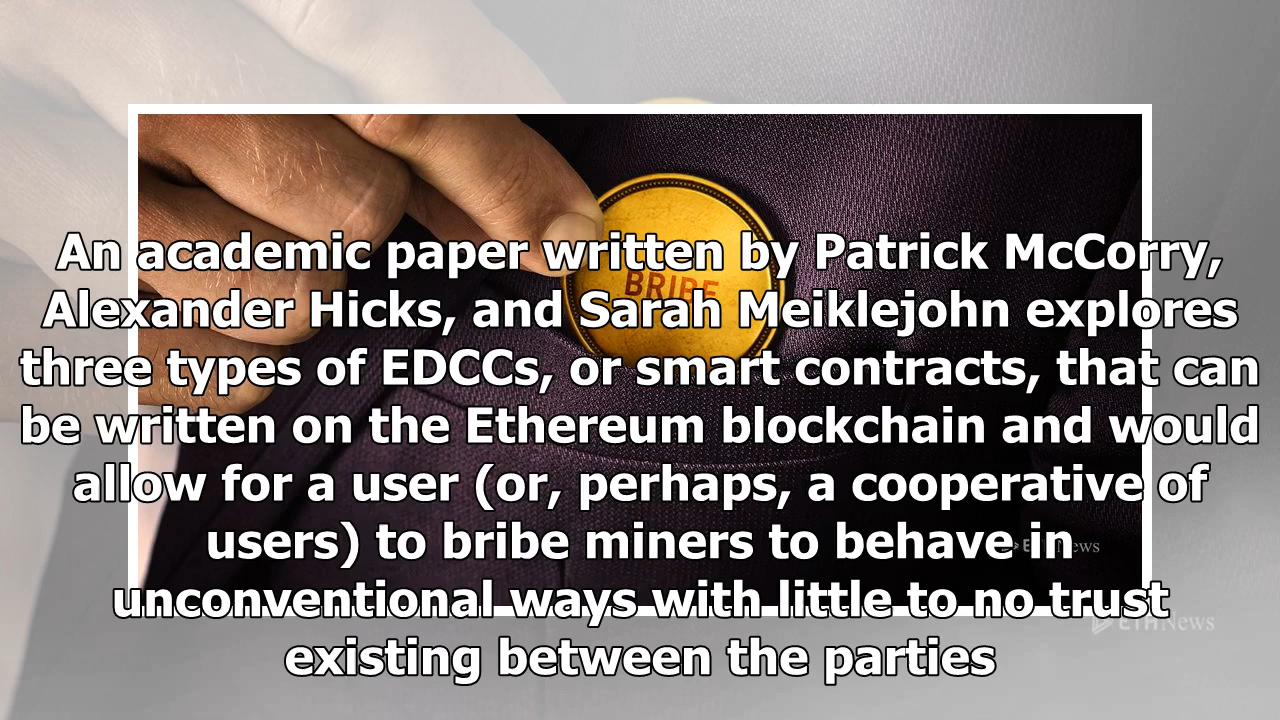 An academic paper written by Patrick McCorry,
Alexander Hicks, and Sarah Meiklejohn explores
three types of EDCCs, or smart contracts, that can
be written on the Ethereum blockchain and would
allow for a user (or, perhaps, a cooperative of
users) to bribe miners to behave in
unconventional ways with little to no trust
existing between the parties
BRIBE
ETHNews